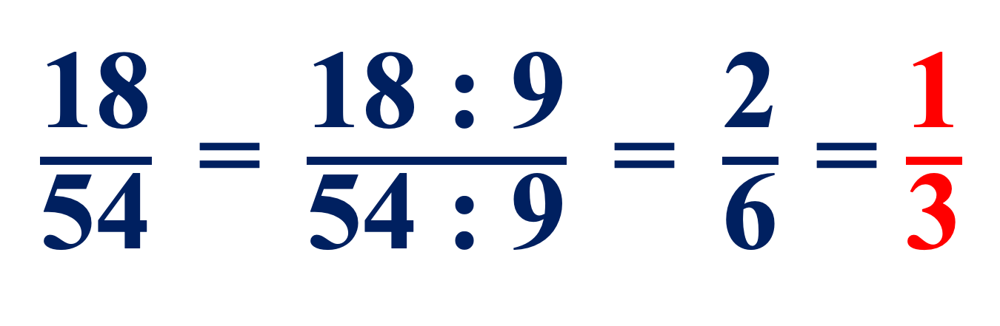 18/54 = (18 : 9)/(54 : 9) = 2/6 = 1/3